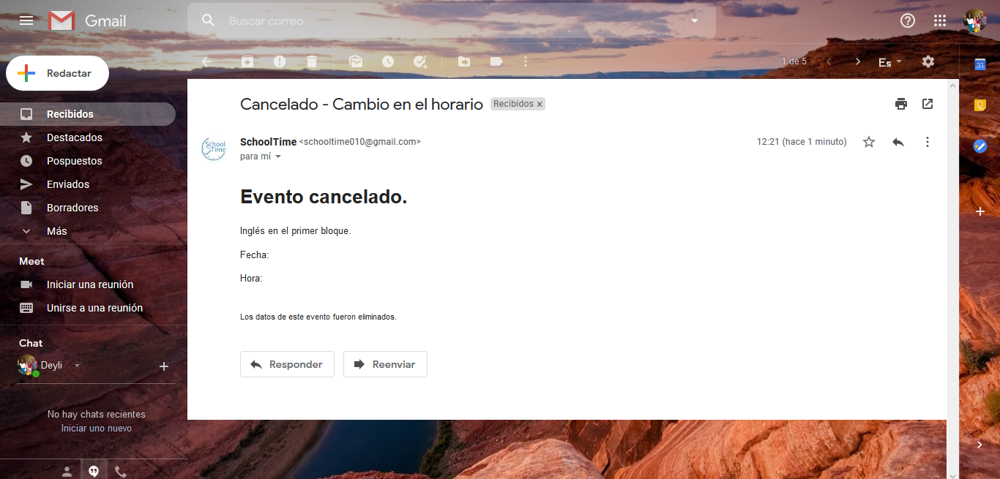 Gmail
Buscar correo
Redactar
1 de 5
Es
31
Recibidos
Destacados
Pospuestos
Enviados
Borradores
Más
Meet
Iniciar una reunión
Unirse a una reunión
Chat
Deyli
No hay chats recientes
Iniciar uno nuevo
Cancelado - Cambio en el horario Recibidos x
School
Time
SchoolTime <schooltime010@gmail.com> 12:21 (hace 1 minuto)
para mí
Evento cancelado.
Inglés en el primer bloque.
Fecha:
Hora:
Los datos de este evento fueron eliminados.
Responder Reenviar